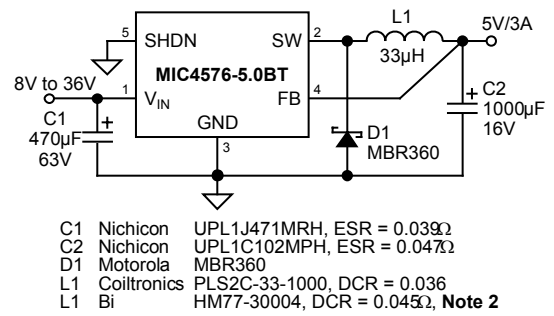 L1
5V/3A
5 SHDN SW 2
33µH
MIC4576-5.0BT
8V to 36V
1 VIN FB 4
C2
1000µF
16V
C1
470µF
63V
GND
3
D1
MBR360
C1 Nichicon UPL1J471MRH, ESR = 0.039Ω
C2 Nichicon UPL1C102MPH, ESR = 0.047Ω
D1 Motorola MBR360
L1 Coiltronics PLS2C-33-1000, DCR = 0.036
L1 Bi HM77-30004, DCR = 0.045Ω, Note 2